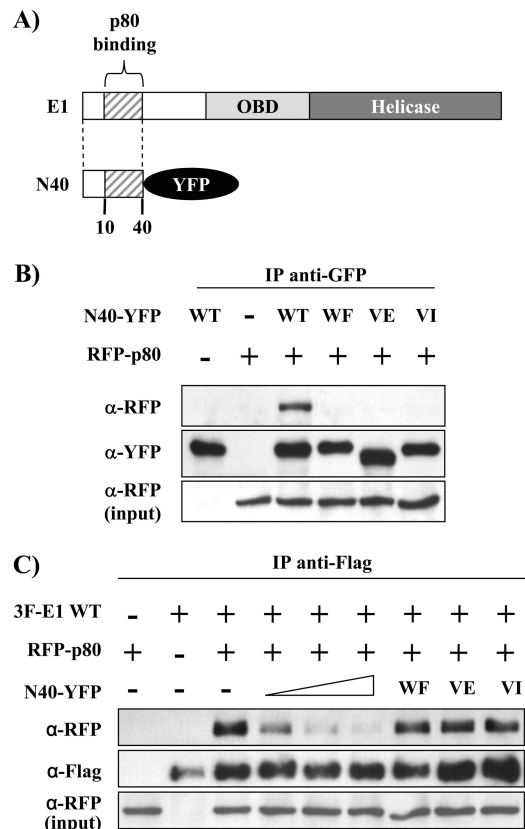 A)
p80
binding
E1
OBD
Helicase
N40
YFP
10
40
B)
IP anti-GFP
N40-YFP WT - WT WF VE VI
RFP-p80 - + + + + +
α-RFP
α-YFP
α-RFP
(input)
C)
IP anti-Flag
3F-E1 WT - + + + + + + + +
RFP-p80 + - + + + + + + +
N40-YFP - - - WF VE VI
α-RFP
α-Flag
α-RFP
(input)